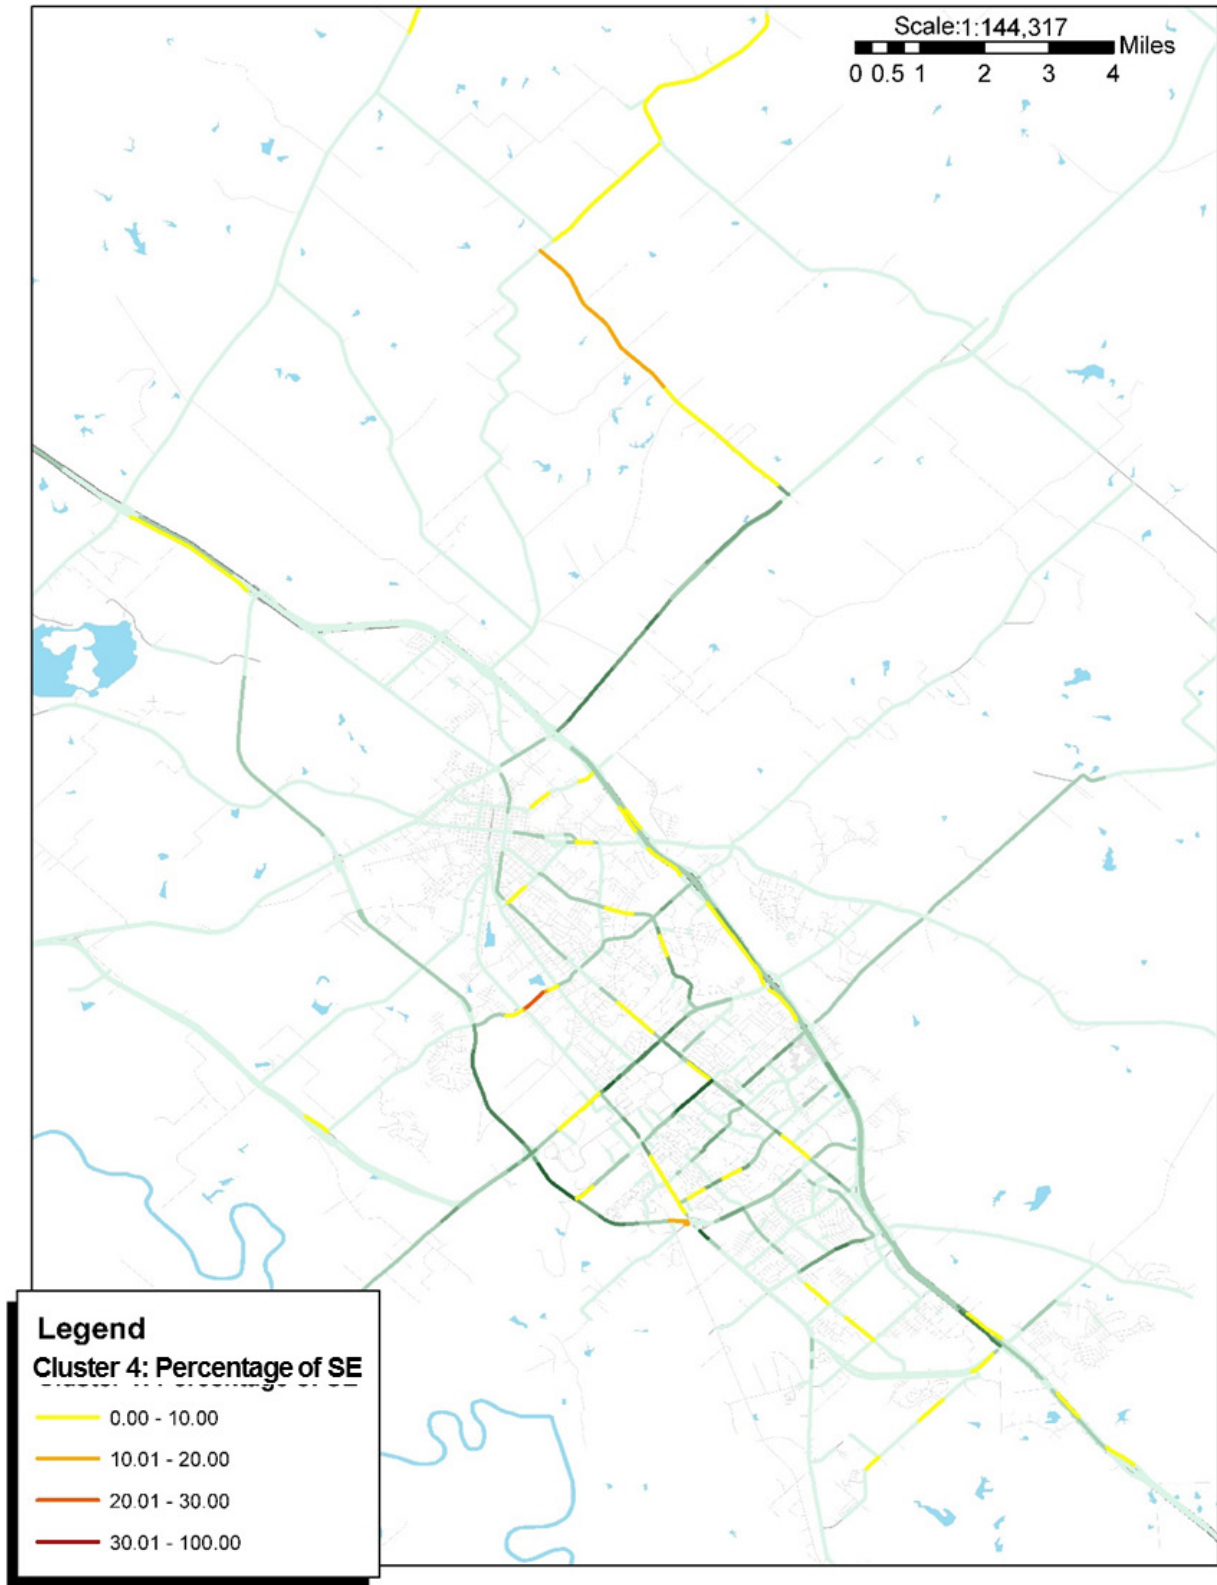 Scale:1:144,317
Miles
0 0.5 1 2 3 4
Legend
Cluster 4: Percentage of SE
0.00 - 10.00
10.01 - 20.00
20.01 - 30.00
30.01 - 100.00